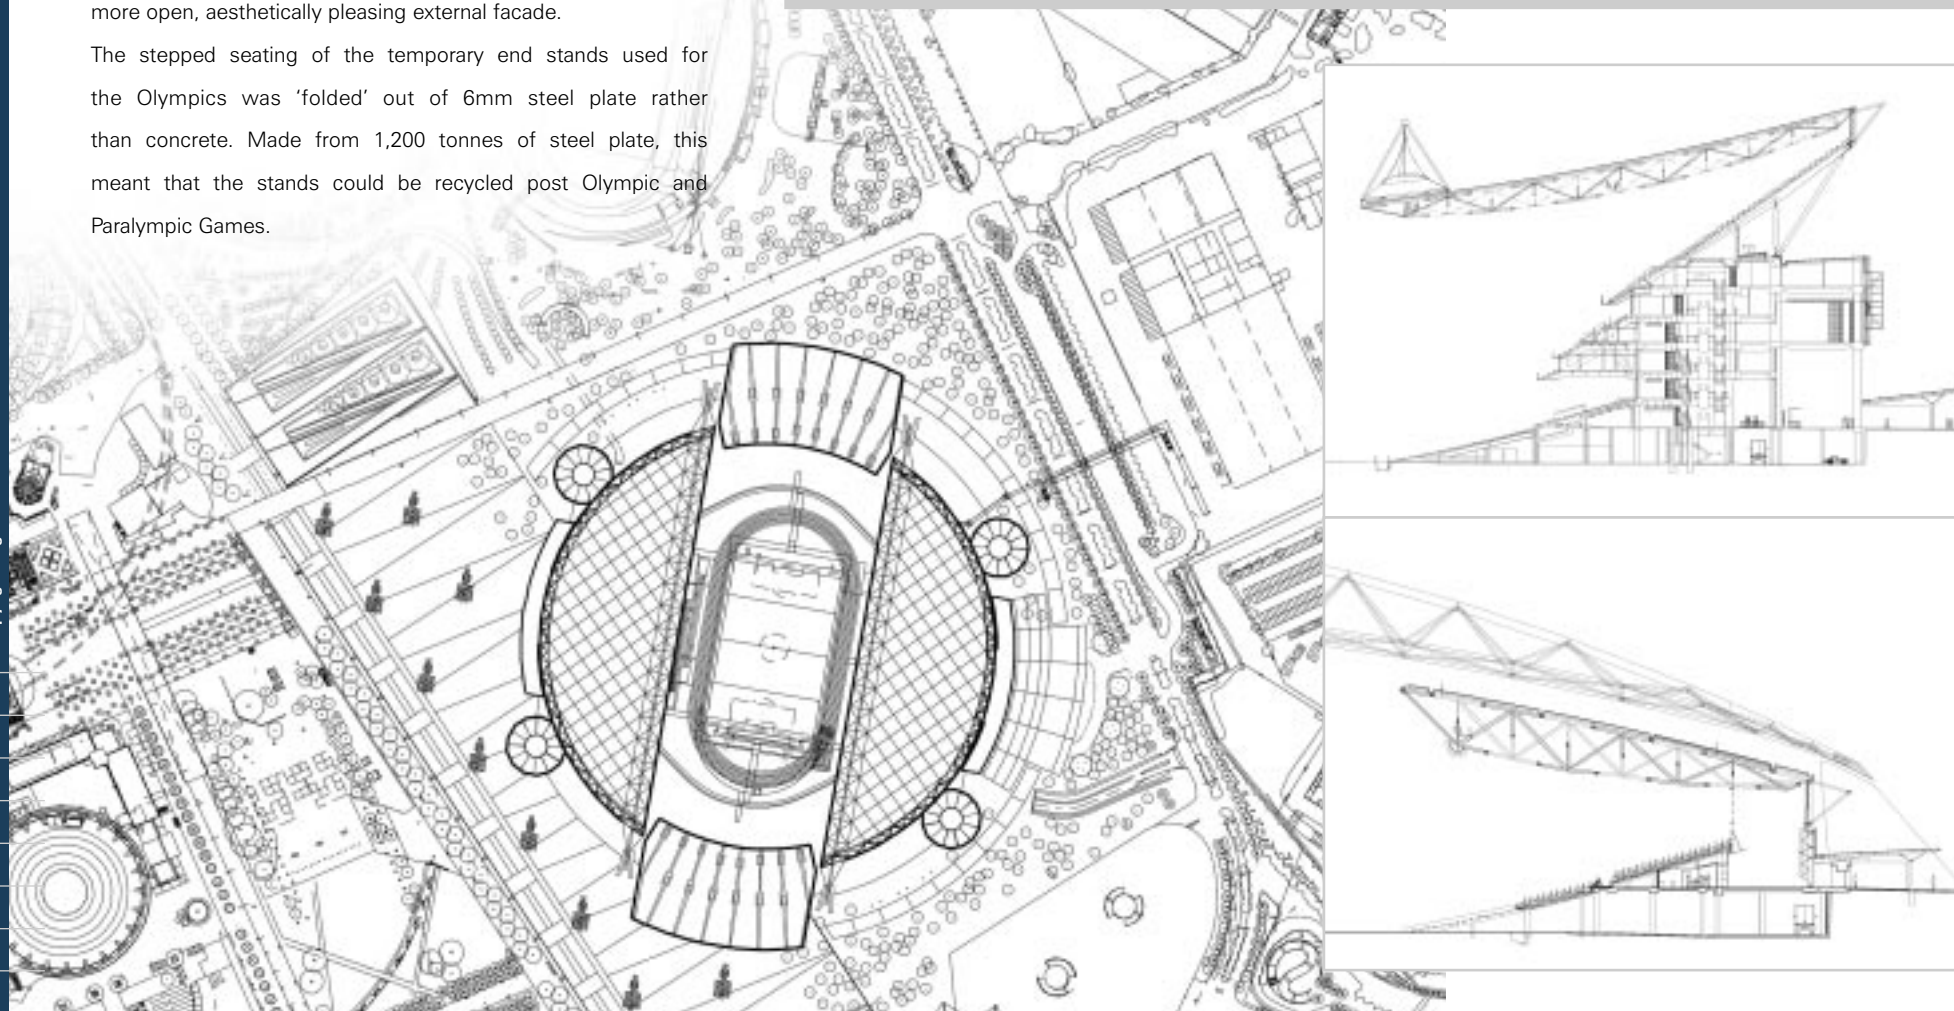 more open, aesthetically pleasing external facade.
The stepped seating of the temporary end stands used for
the Olympics was ‘folded’ out of 6mm steel plate rather
than concrete. Made from 1,200 tonnes of steel plate, this
meant that the stands could be recycled post Olympic and
Paralympic Games.